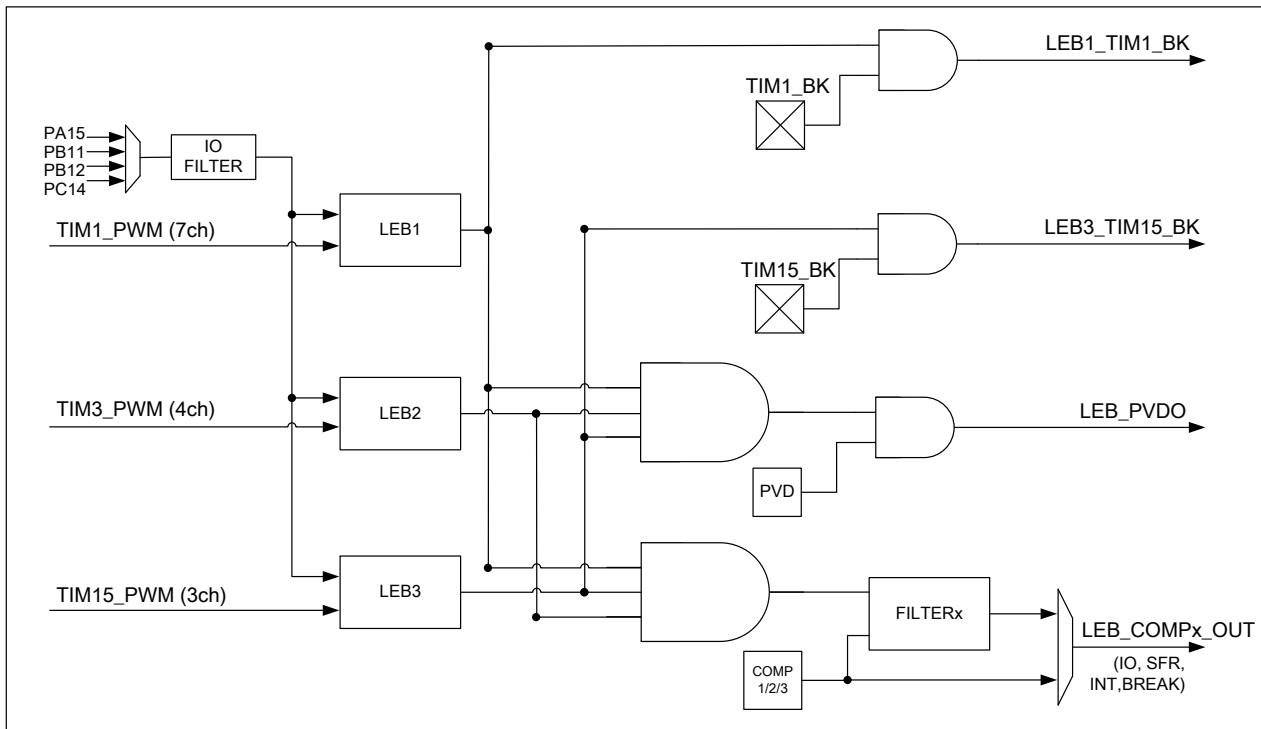 LEB1_TIM1_BK
TIM1_BK
PA15
PB11
PB12
PC14
IO
FILTER
TIM1_PWM (7ch)
LEB1
LEB3_TIM15_BK
TIM15_BK
TIM3_PWM (4ch)
LEB2
LEB_PVDO
PVD
TIM15_PWM (3ch)
LEB3
FILTERx
LEB_COMPx_OUT
(IO, SFR,
INT,BREAK)
COMP
1/2/3